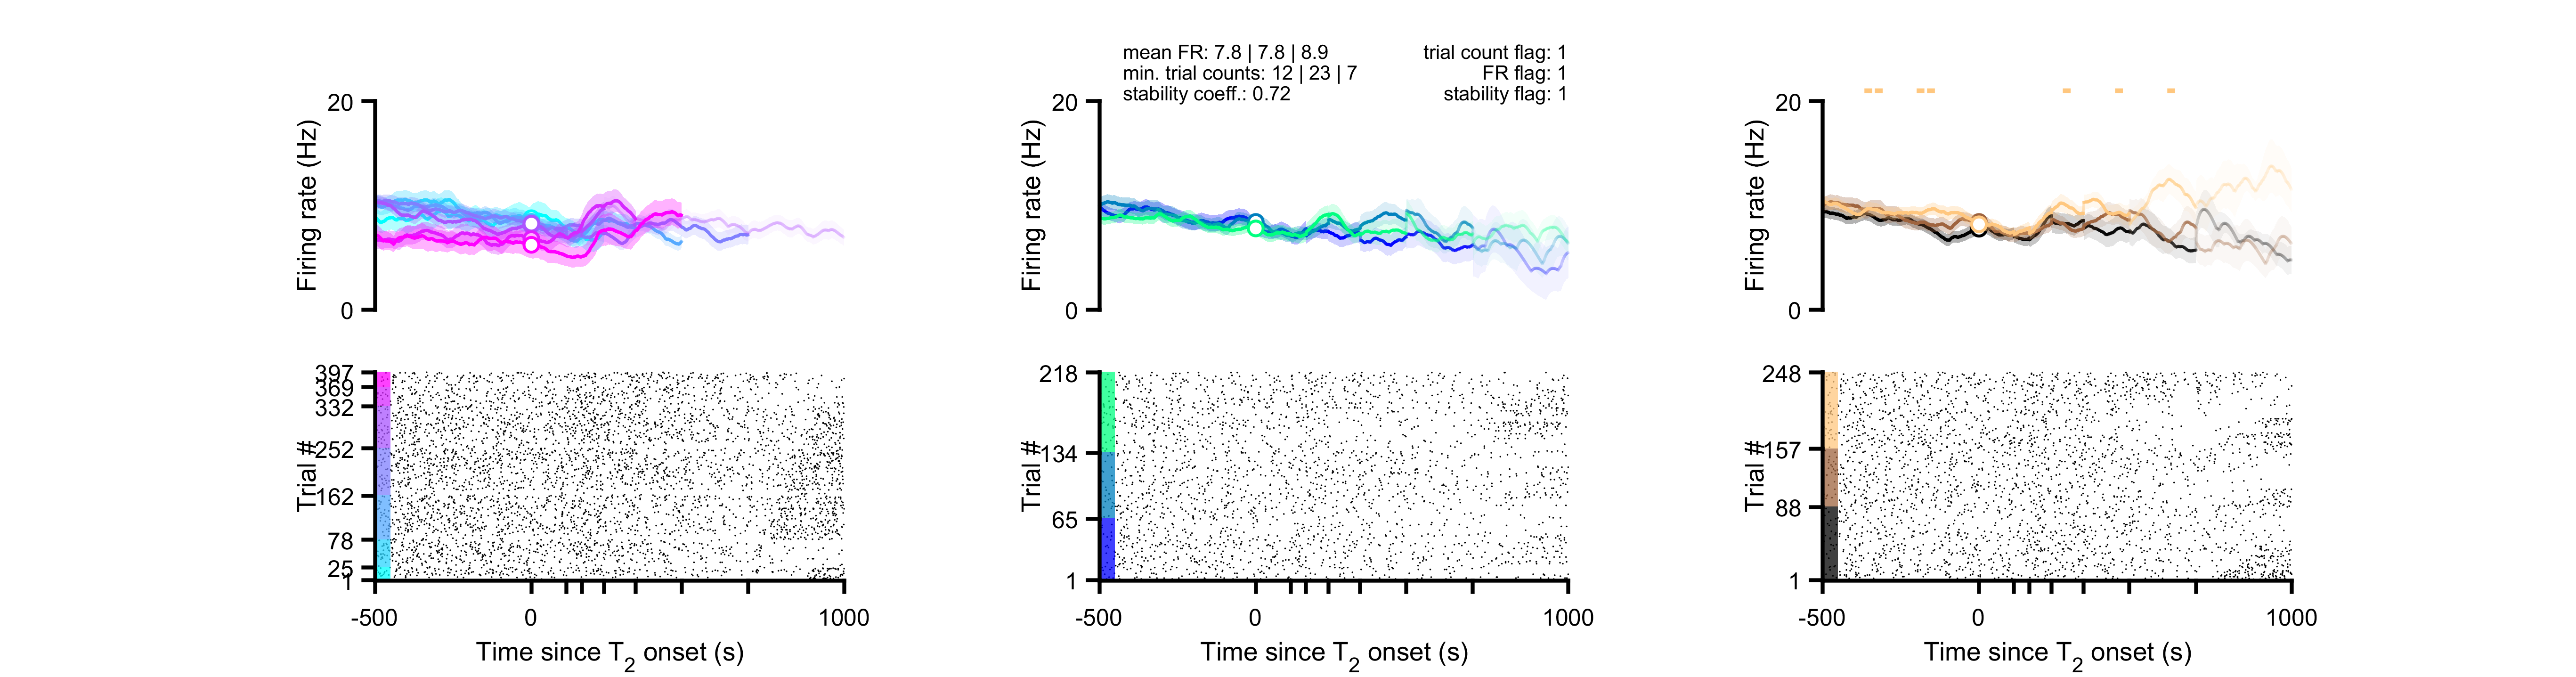 mean FR: 7.8 | 7.8 | 8.9
min. trial counts: 12 | 23 | 7
stability coeff.: 0.72
trial count flag: 1
FR flag: 1
stability flag: 1
20
Firing rate (Hz)
0
20
Firing rate (Hz)
0
20
Firing rate (Hz)
0
397
369
332
252
162
78
25
1
Trial #
-500
0
1000
Time since T2 onset (s)
218
134
65
1
Trial #
-500
0
1000
Time since T2 onset (s)
248
157
88
1
Trial #
-500
0
1000
Time since T2 onset (s)